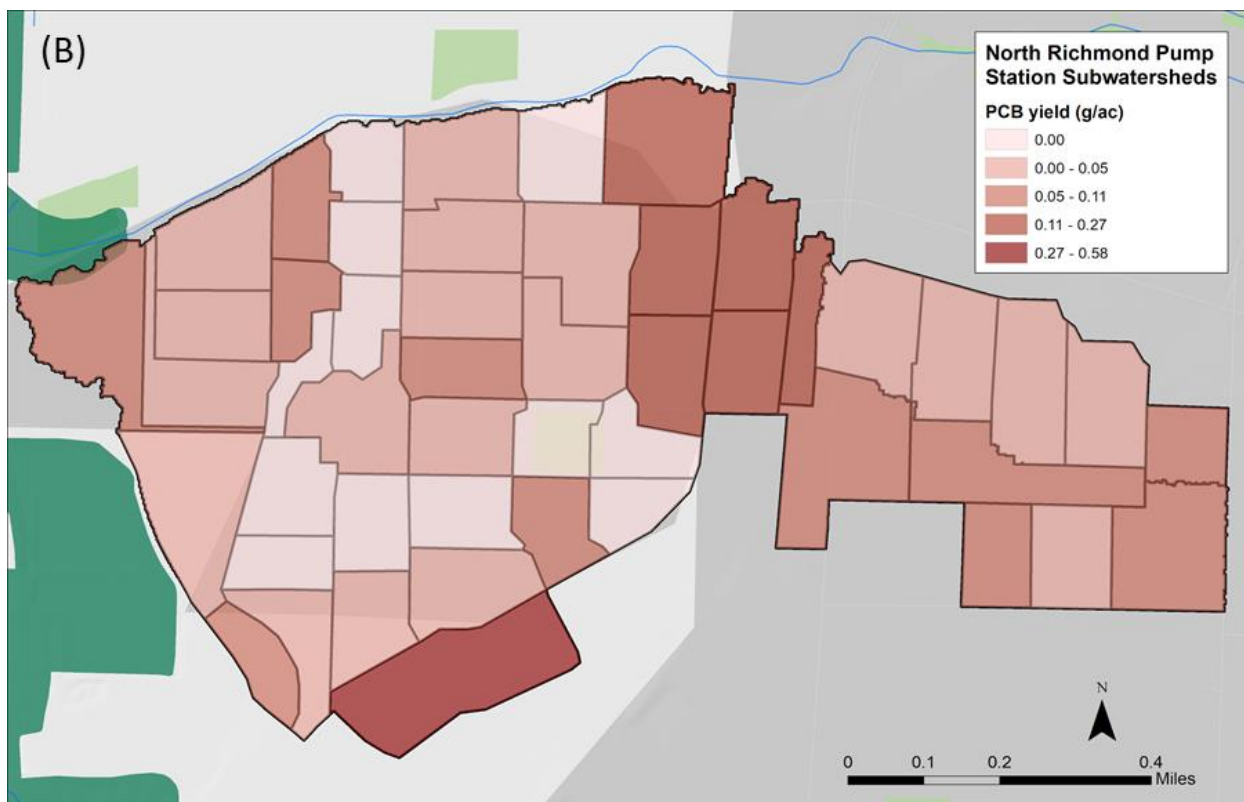 (B)
North Richmond Pump
Station Subwatersheds
PCB yield (g/ac)
0.00
0.00 - 0.05
0.05 - 0.11
0.11 - 0.27
0.27 - 0.58
N
0 0.1 0.2 0.4
Miles